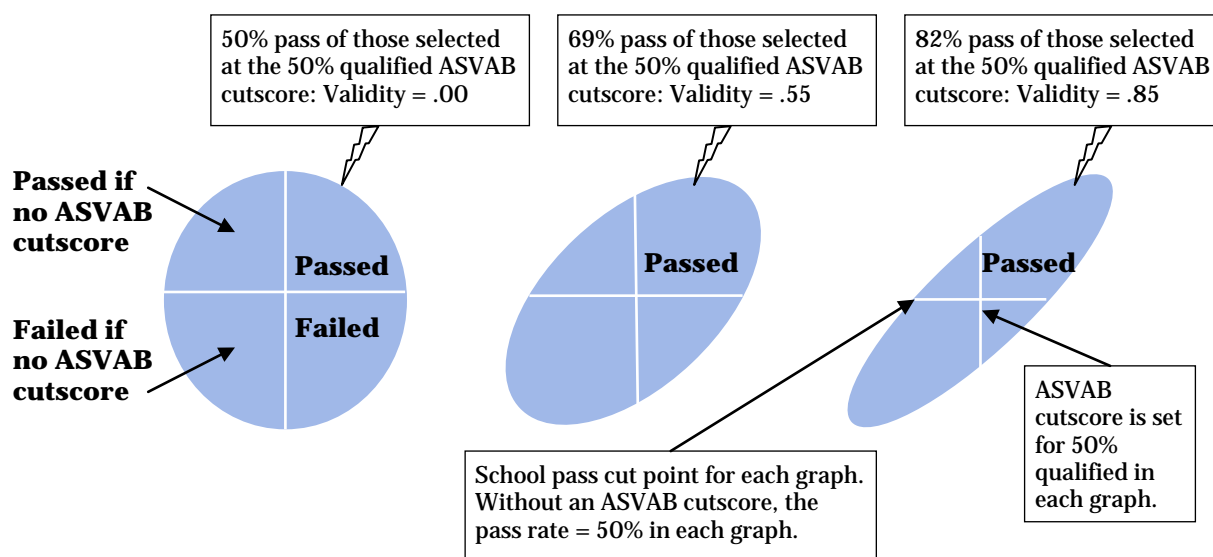 50% pass of those selected
at the 50% qualified ASVAB
cutscore: Validity = .00
69% pass of those selected
at the 50% qualified ASVAB
cutscore: Validity = .55
82% pass of those selected
at the 50% qualified ASVAB
cutscore: Validity = .85
Passed if
no ASVAB
cutscore
Passed
Passed
Passed
Failed if
no ASVAB
cutscore
Failed
School pass cut point for each graph.
Without an ASVAB cutscore, the
pass rate = 50% in each graph.
ASVAB
cutscore is set
for 50%
qualified in
each graph.